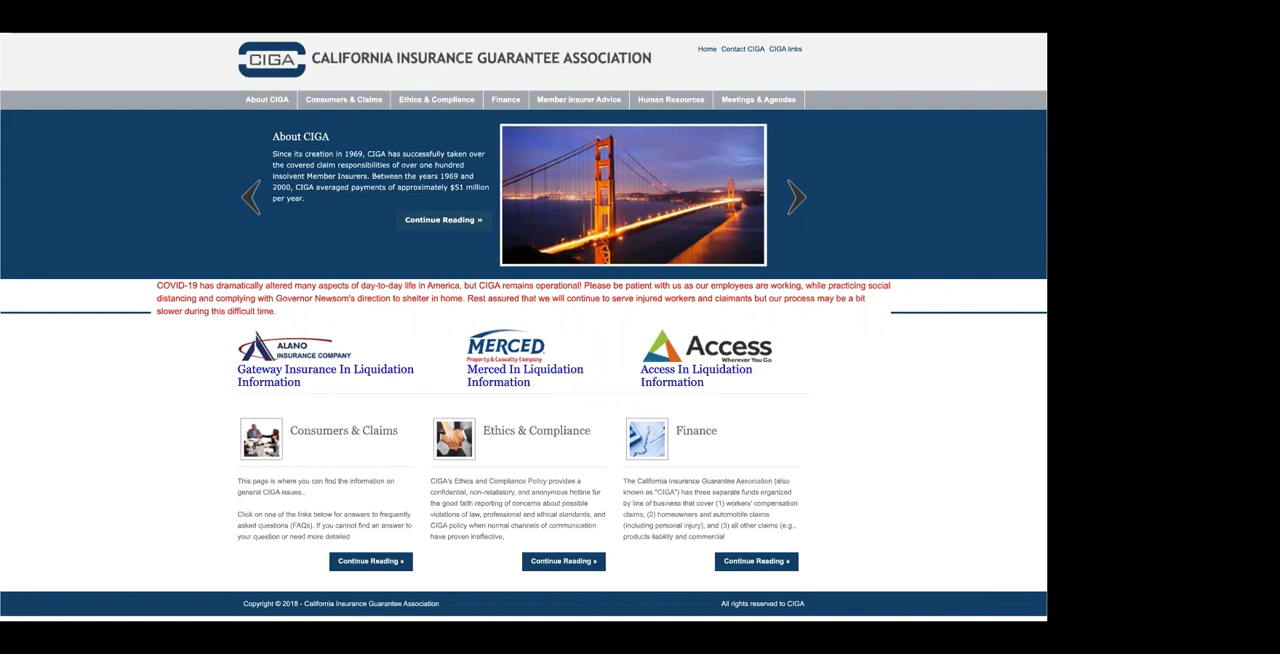 CIGA
CALIFORNIA INSURANCE GUARANTEE ASSOCIATION
Home Contact CIGA CIGA links
About CIGA
Consumers & Claims
Ethics & Compliance
Finance
Member Insurer Advice
Human Resources
Meetings & Agendas
About CIGA
Since its creation in 1969, CIGA has successfully taken over
the covered claim responsibilities of over one hundred
insolvent Member Insurers. Between the years 1969 and
2000, CIGA averaged payments of approximately $51 million
per year.
Continue Reading »
COVID-19 has dramatically altered many aspects of day-to-day life in America, but CIGA remains operational! Please be patient with us as our employees are working, while practicing social
distancing and complying with Governor Newsom's direction to shelter in home. Rest assured that we will continue to serve injured workers and claimants but our process may be a bit
slower during this difficult time.
ALANO
INSURANCE COMPANY
Gateway Insurance In Liquidation
Information
MERCED
Property & Casualty Company
Merced In Liquidation
Information
Access
Wherever You Go
Access In Liquidation
Information
Consumers & Claims
This page is where you can find the information on
general CIGA issues..
Click on one of the links below for answers to frequently
asked questions (FAQs). If you cannot find an answer to
your question or need more detailed
Continue Reading »
Ethics & Compliance
CIGA's Ethics and Compliance Policy provides a
confidential, non-retaliatory, and anonymous hotline for
the good faith reporting of concerns about possible
violations of law, professional and ethical standards, and
CIGA policy when normal channels of communication
have proven ineffective,
Continue Reading »
Finance
The California Insurance Guarantee Association (also
known as "CIGA") has three separate funds organized
by line of business that cover (1) workers' compensation
claims, (2) homeowners and automobile claims
(including personal injury), and (3) all other claims (e.g.,
products liability and commercial
Continue Reading »
Copyright © 2018 - California Insurance Guarantee Association
All rights reserved to CIGA